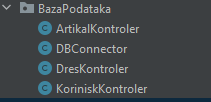 BazaPodataka
ArtikalKontroler
DBConnector
DresKontroler
KoriniskKontroler